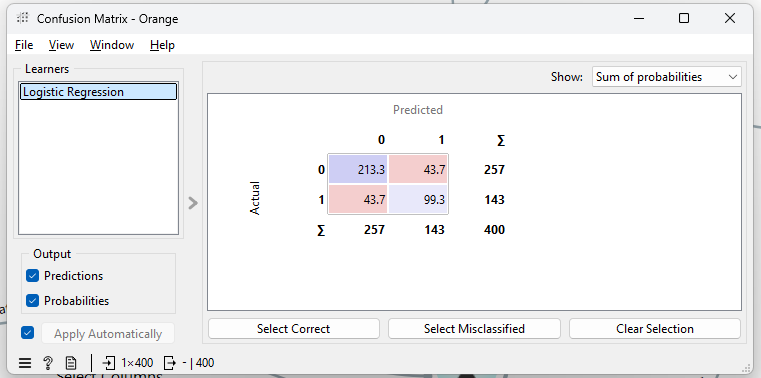 Confusion Matrix - Orange
File View Window Help
Learners
Logistic Regression
Show: Sum of probabilities
Predicted
0 1 Σ
0 213.3 43.7 257
Actual
1 43.7 99.3 143
Σ 257 143 400
Output
Predictions
Probabilities
Apply Automatically
Select Correct Select Misclassified Clear Selection
1×400 - | 400
Select Columns